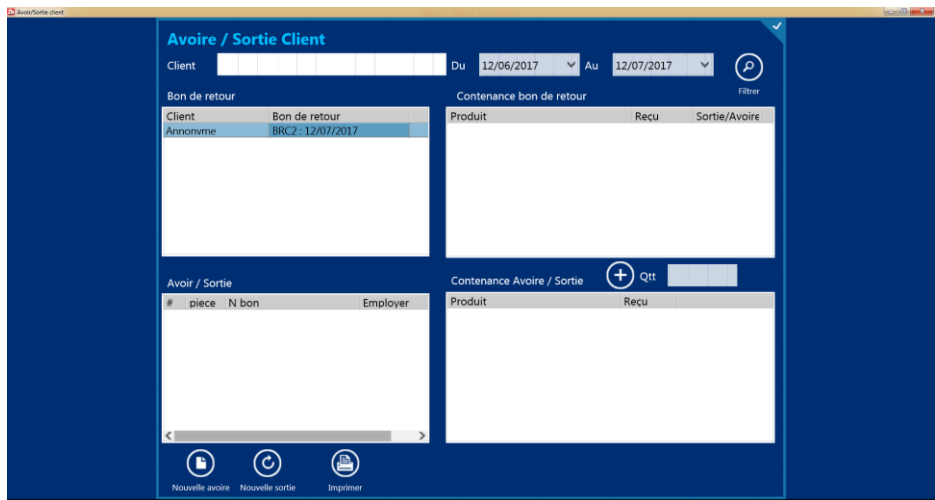 Avoir/Sortie client
Avoire / Sortie Client
Client Du 12/06/2017 Au 12/07/2017
Filtrer
Bon de retour Contenance bon de retour
Client Bon de retour Produit Reçu Sortie/Avoire
Annonyme BRC2 : 12/07/2017
Avoir / Sortie Contenance Avoire / Sortie Qtt
# piece N bon Employer Produit Reçu
Nouvelle avoire Nouvelle sortie Imprimer